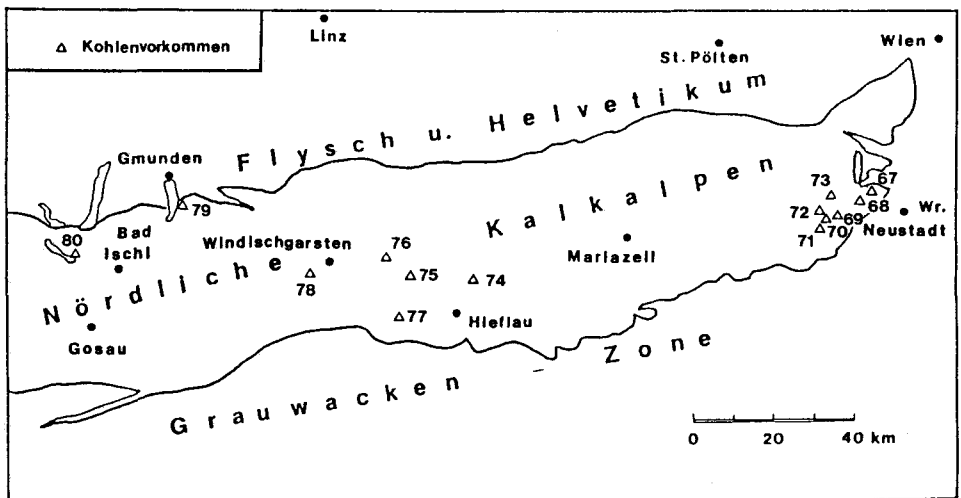 Kohlenvorkommen
Linz
St. Pölten
Wien
Flysch u. Helvetikum
Gmunden
79
Nördliche Kalkalpen
73
67
68
72
69
70
71
Wr.
Neustadt
80
Bad
Ischl
Windischgarsten
76
75
74
78
Mariazell
77
Hieflau
Gosau
Grauwacken - Zone
0 20 40 km